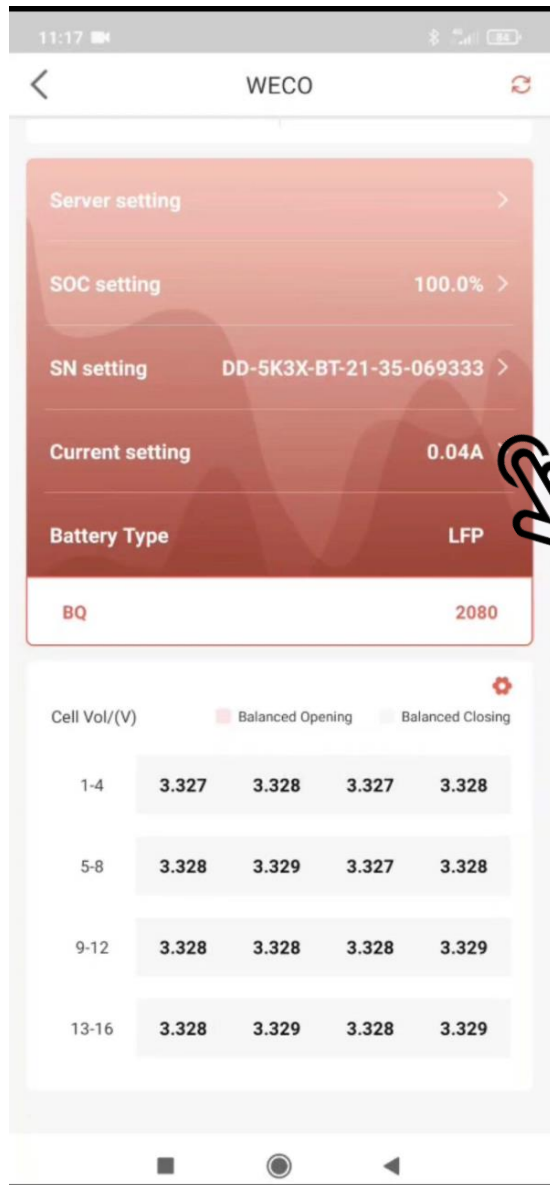 11:17
84
WECO
Server setting
SOC setting 100.0%
SN setting DD-5K3X-BT-21-35-069333
Current setting 0.04A
Battery Type LFP
BQ 2080
Cell Vol/(V) Balanced Opening Balanced Closing
1-4 3.327 3.328 3.327 3.328
5-8 3.328 3.329 3.327 3.328
9-12 3.328 3.328 3.328 3.329
13-16 3.328 3.329 3.328 3.329